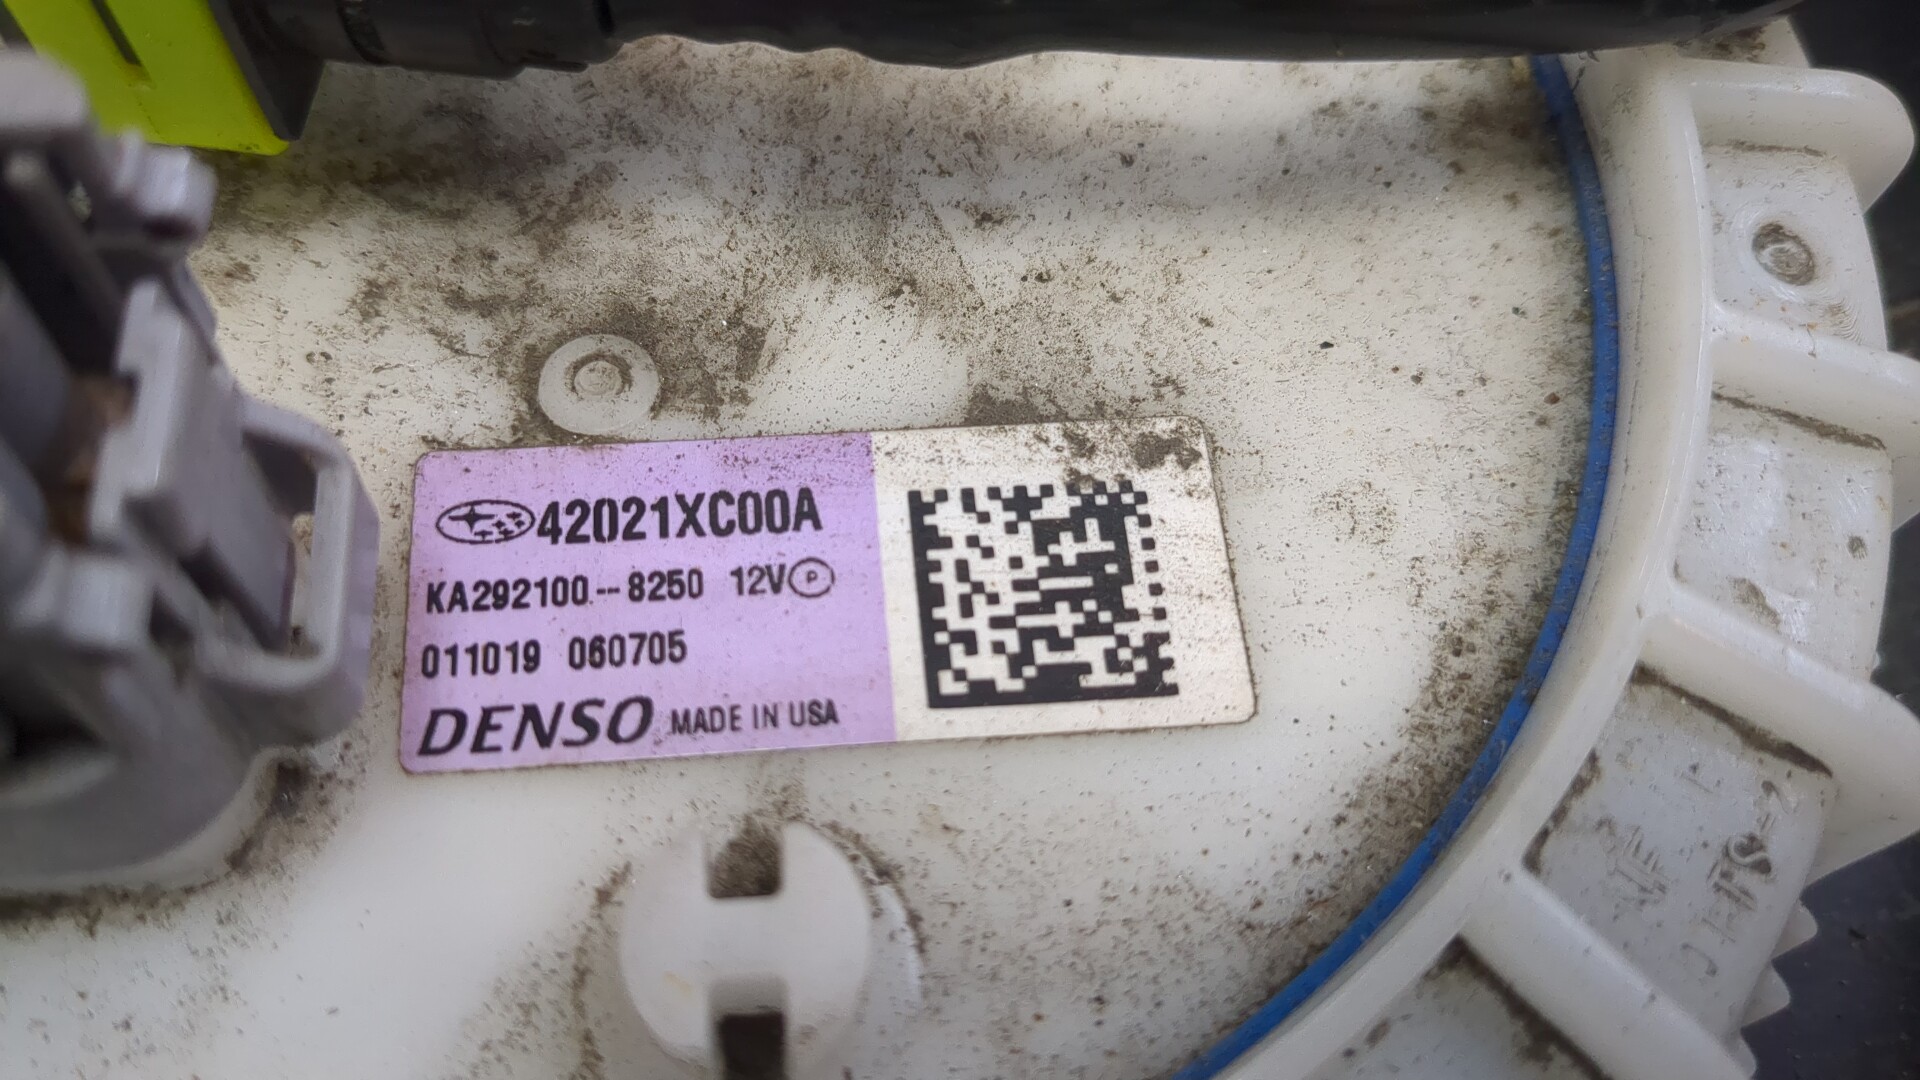 42021XC00A
KA292100--8250 12V Ⓟ
011019 060705
DENSO MADE IN USA